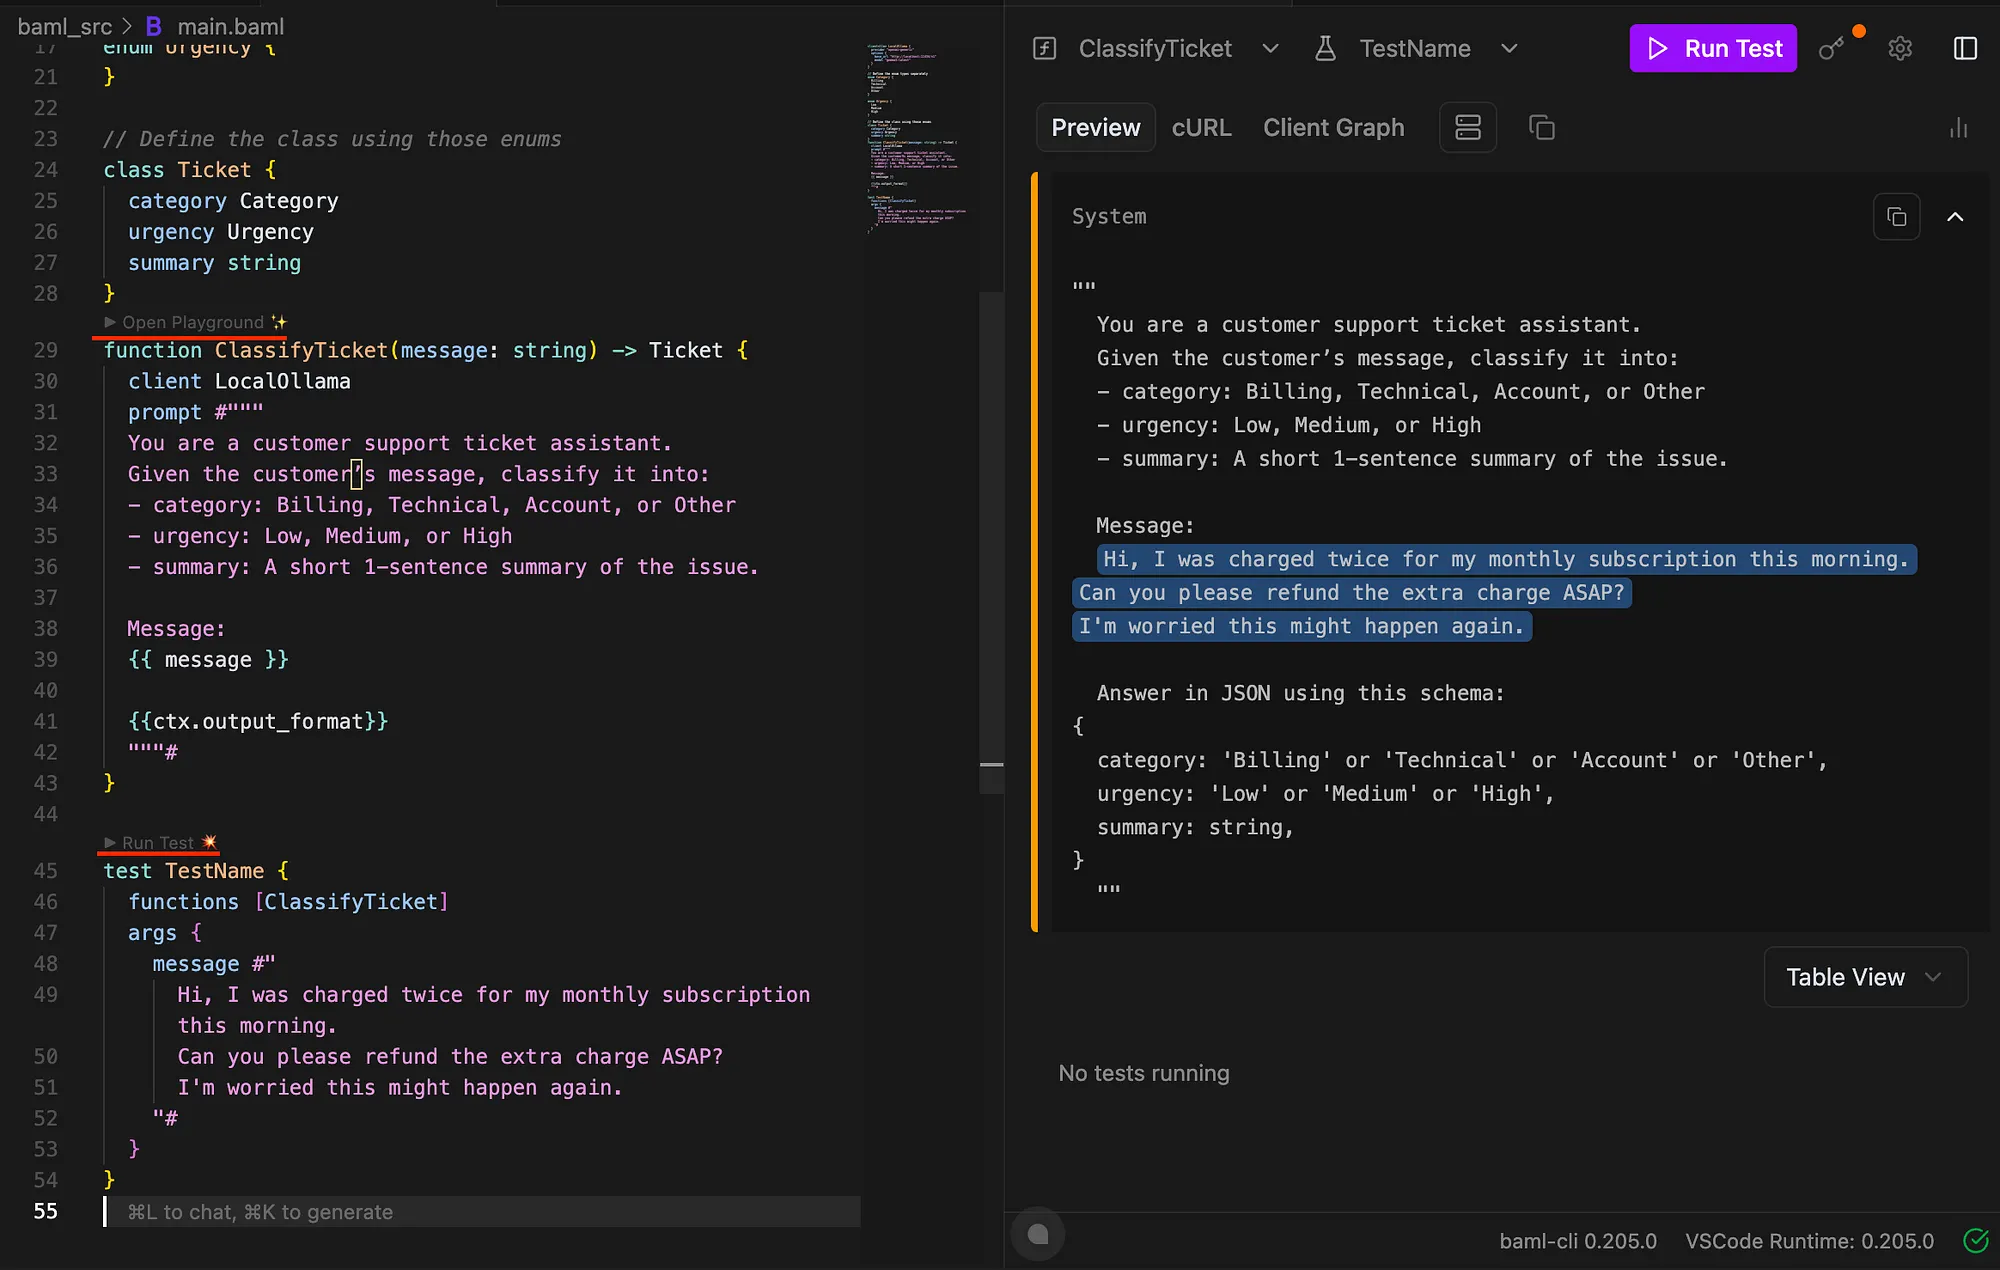 baml_src > B main.baml
17 enum Urgency {
21 }
22
23 // Define the class using those enums
24 class Ticket {
25 category Category
26 urgency Urgency
27 summary string
28 }
▶ Open Playground ✨
29 function ClassifyTicket(message: string) -> Ticket {
30 client LocalOllama
31 prompt #"""
32 You are a customer support ticket assistant.
33 Given the customer’s message, classify it into:
34 - category: Billing, Technical, Account, or Other
35 - urgency: Low, Medium, or High
36 - summary: A short 1-sentence summary of the issue.
37
38 Message:
39 {{ message }}
40
41 {{ctx.output_format}}
42 """#
43 }
44
▶ Run Test 💥
45 test TestName {
46 functions [ClassifyTicket]
47 args {
48 message #"
49 Hi, I was charged twice for my monthly subscription
this morning.
50 Can you please refund the extra charge ASAP?
51 I'm worried this might happen again.
52 "#
53 }
54 }
55 ⌘L to chat, ⌘K to generate
ClassifyTicket TestName Run Test
Preview cURL Client Graph
System
""
You are a customer support ticket assistant.
Given the customer’s message, classify it into:
- category: Billing, Technical, Account, or Other
- urgency: Low, Medium, or High
- summary: A short 1-sentence summary of the issue.
Message:
Hi, I was charged twice for my monthly subscription this morning.
Can you please refund the extra charge ASAP?
I'm worried this might happen again.
Answer in JSON using this schema:
{
category: 'Billing' or 'Technical' or 'Account' or 'Other',
urgency: 'Low' or 'Medium' or 'High',
summary: string,
}
""
Table View
No tests running
baml-cli 0.205.0 VSCode Runtime: 0.205.0